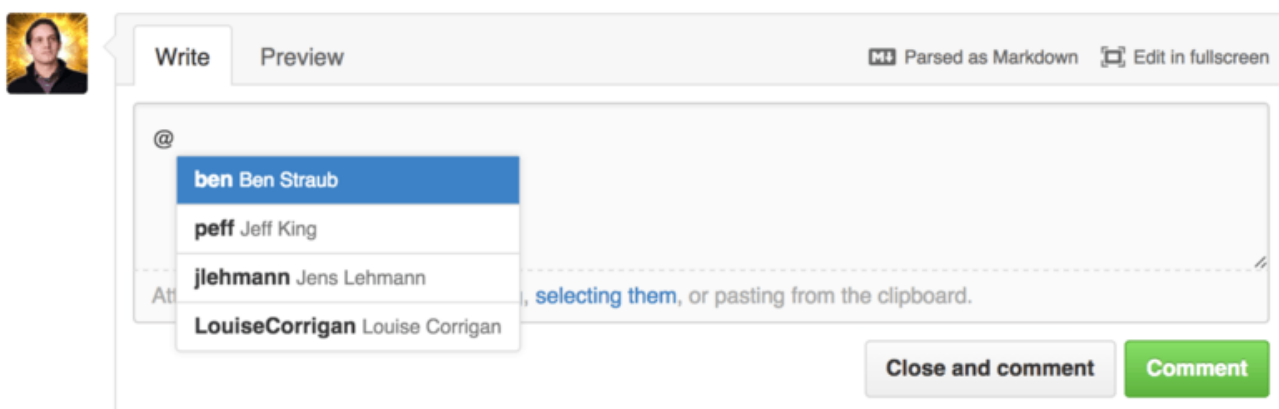 Write Preview Parsed as Markdown Edit in fullscreen
@
ben Ben Straub
peff Jeff King
jlehmann Jens Lehmann
selecting them, or pasting from the clipboard.
LouiseCorrigan Louise Corrigan
Close and comment Comment